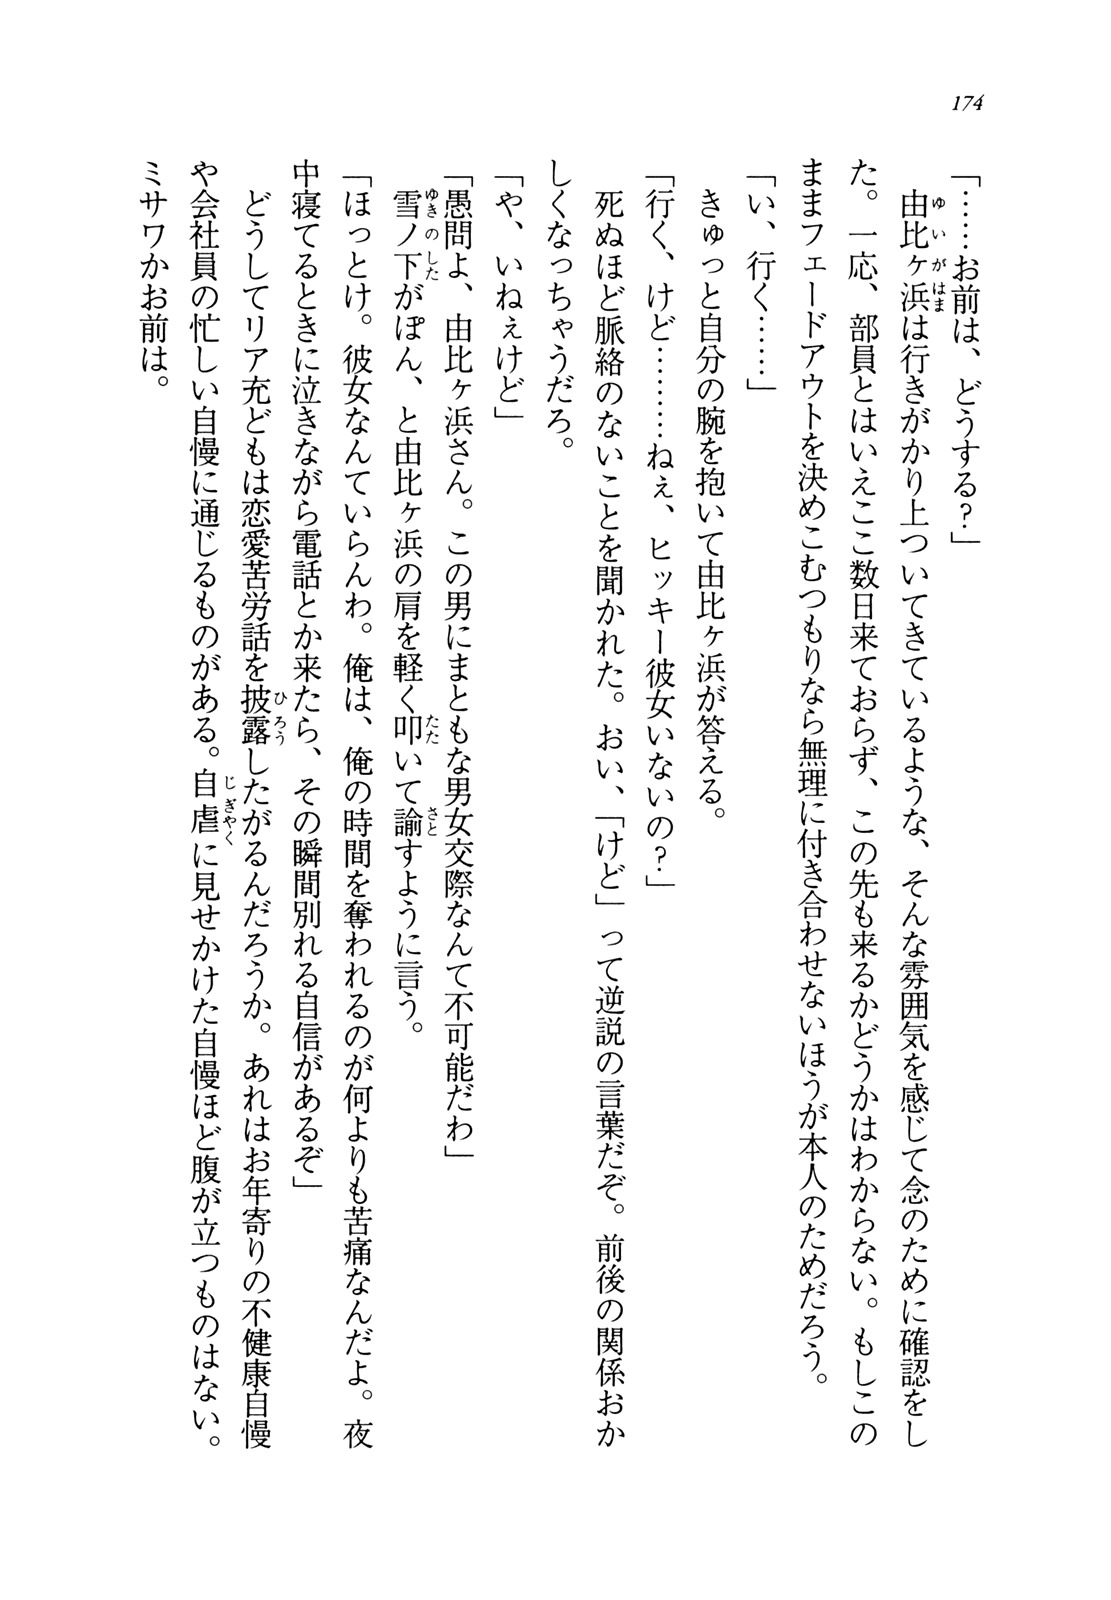 174
「……お前は、どうする？」
由比ヶ浜は行きがかり上ついてきているような、そんな雰囲気を感じて念のために確認をし
た。一応、部員とはいえここ数日来ておらず、この先も来るかどうかはわからない。もしこの
ままフェードアウトを決めこむつもりなら無理に付き合わせないほうが本人のためだろう。
「い、行く……」
きゅっと自分の腕を抱いて由比ヶ浜が答える。
「行く、けど………ねぇ、ヒッキー彼女いないの？」
死ぬほど脈絡のないことを聞かれた。おい、「けど」って逆説の言葉だぞ。前後の関係おか
しくなっちゃうだろ。
「や、いねぇけど」
「愚問よ、由比ヶ浜さん。この男にまともな男女交際なんて不可能だわ」
雪ノ下がぽん、と由比ヶ浜の肩を軽く叩いて諭すように言う。
「ほっとけ。彼女なんていらんわ。俺は、俺の時間を奪われるのが何よりも苦痛なんだよ。夜
中寝てるときに泣きながら電話とか来たら、その瞬間別れる自信があるぞ」
どうしてリア充どもは恋愛苦労話を披露したがるんだろうか。あれはお年寄りの不健康自慢
や会社員の忙しい自慢に通じるものがある。自虐に見せかけた自慢ほど腹が立つものはない。
ミサワかお前は。